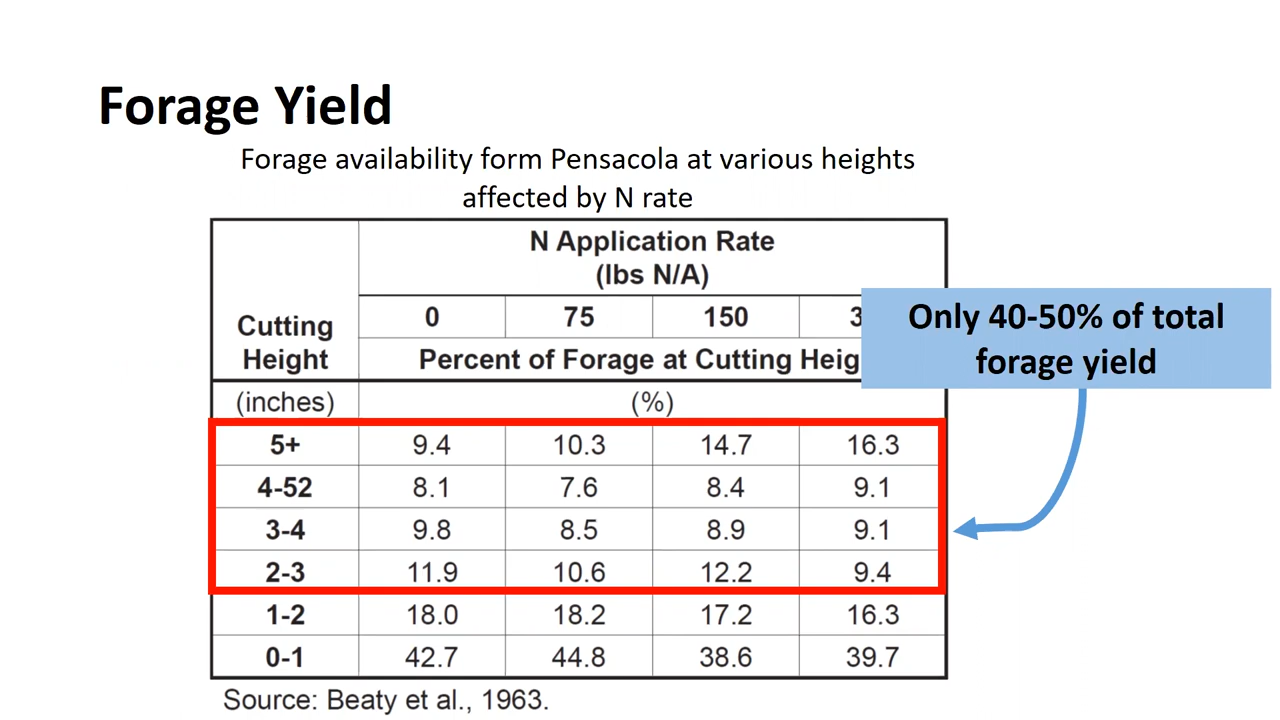 Forage Yield
Forage availability form Pensacola at various heights
affected by N rate
N Application Rate
(lbs N/A)
Cutting
Height
0 75 150 3
Percent of Forage at Cutting Heig
Only 40-50% of total
forage yield
(inches) (%)
5+ 9.4 10.3 14.7 16.3
4-52 8.1 7.6 8.4 9.1
3-4 9.8 8.5 8.9 9.1
2-3 11.9 10.6 12.2 9.4
1-2 18.0 18.2 17.2 16.3
0-1 42.7 44.8 38.6 39.7
Source: Beaty et al., 1963.